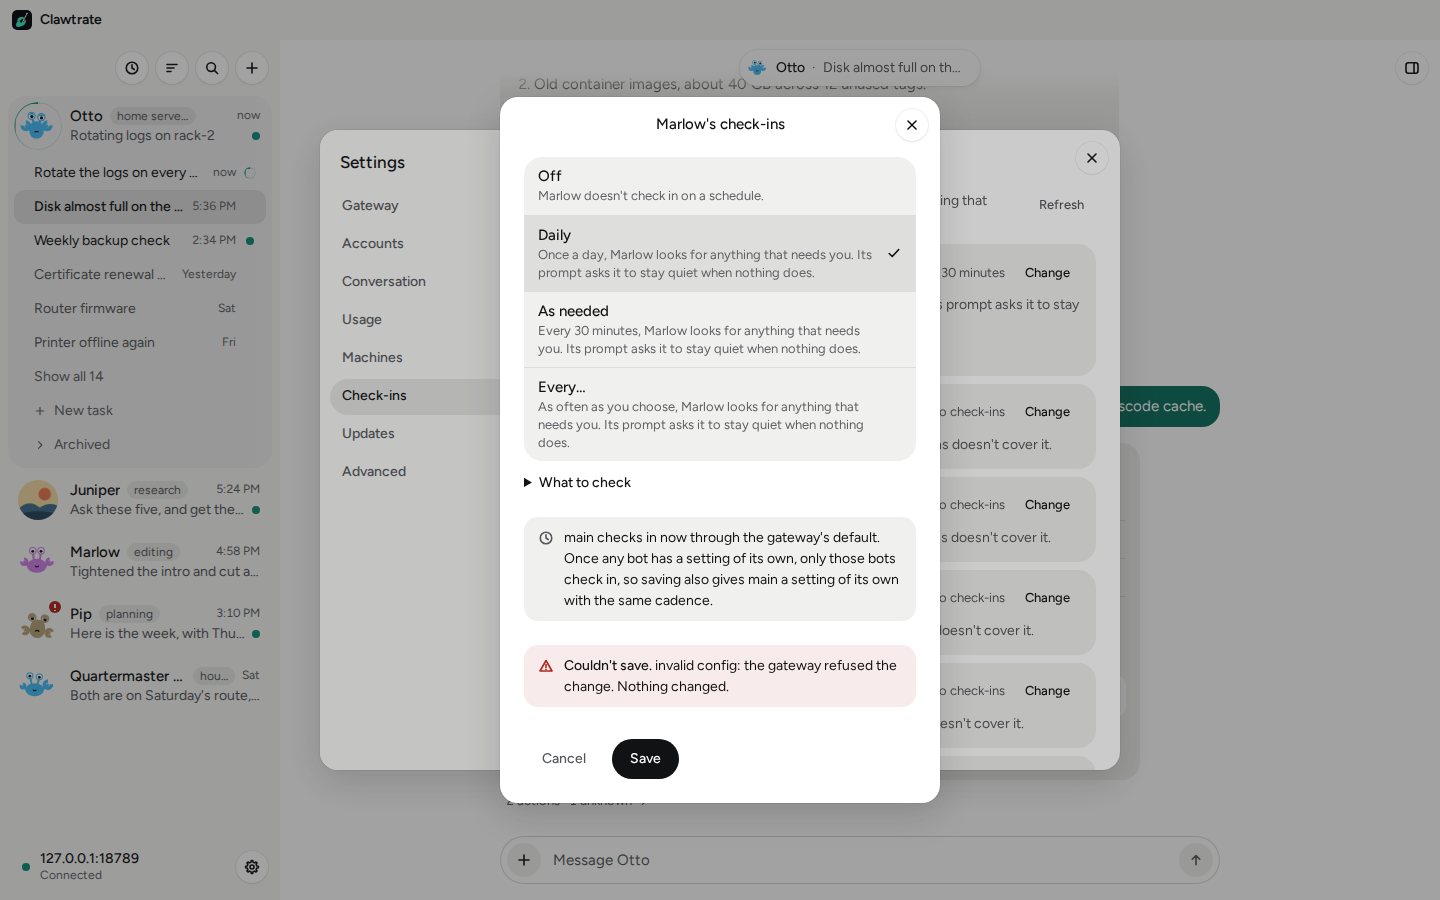 Clawtrate
Otto
home serve...
now
Rotating logs on rack-2
Rotate the logs on every ...
now
Disk almost full on the ...
5:36 PM
Weekly backup check
2:34 PM
Certificate renewal ...
Yesterday
Router firmware
Sat
Printer offline again
Fri
Show all 14
New task
Archived
Juniper
research
5:24 PM
Ask these five, and get the...
Marlow
editing
4:58 PM
Tightened the intro and cut a...
Pip
planning
3:10 PM
Here is the week, with Thu...
Quartermaster ...
hou...
Sat
Both are on Saturday's route,...
127.0.0.1:18789
Connected
Otto · Disk almost full on th...
2. Old container images, about 40 GB across 12 unused tags.
Settings
Gateway
Accounts
Conversation
Usage
Machines
Check-ins
Updates
Advanced
Marlow's check-ins
Off
Marlow doesn't check in on a schedule.
Daily
Once a day, Marlow looks for anything that needs you. Its
prompt asks it to stay quiet when nothing does.
As needed
Every 30 minutes, Marlow looks for anything that needs
you. Its prompt asks it to stay quiet when nothing does.
Every...
As often as you choose, Marlow looks for anything that
needs you. Its prompt asks it to stay quiet when nothing
does.
What to check
main checks in now through the gateway's default.
Once any bot has a setting of its own, only those bots
check in, so saving also gives main a setting of its own
with the same cadence.
Couldn't save. invalid config: the gateway refused the
change. Nothing changed.
Cancel
Save
that
Refresh
30 minutes
Change
prompt asks it to stay
check-ins
Change
doesn't cover it.
check-ins
Change
doesn't cover it.
check-ins
Change
doesn't cover it.
check-ins
Change
cover it.
cache.
Message Otto